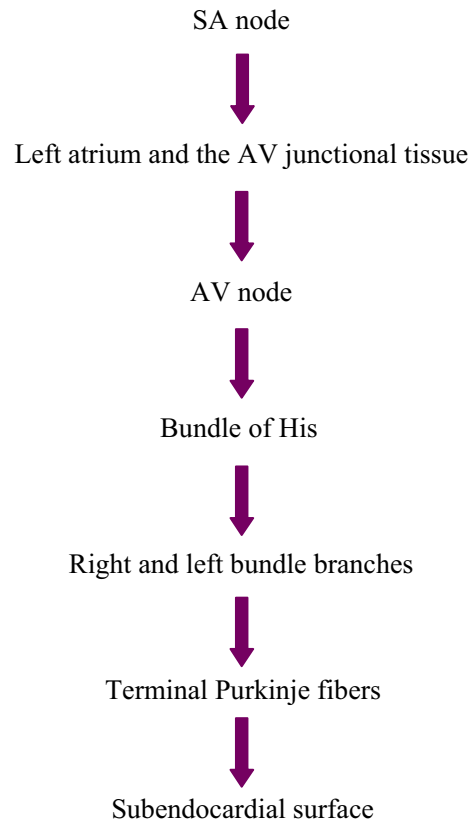 SA node
Left atrium and the AV junctional tissue
AV node
Bundle of His
Right and left bundle branches
Terminal Purkinje fibers
Subendocardial surface